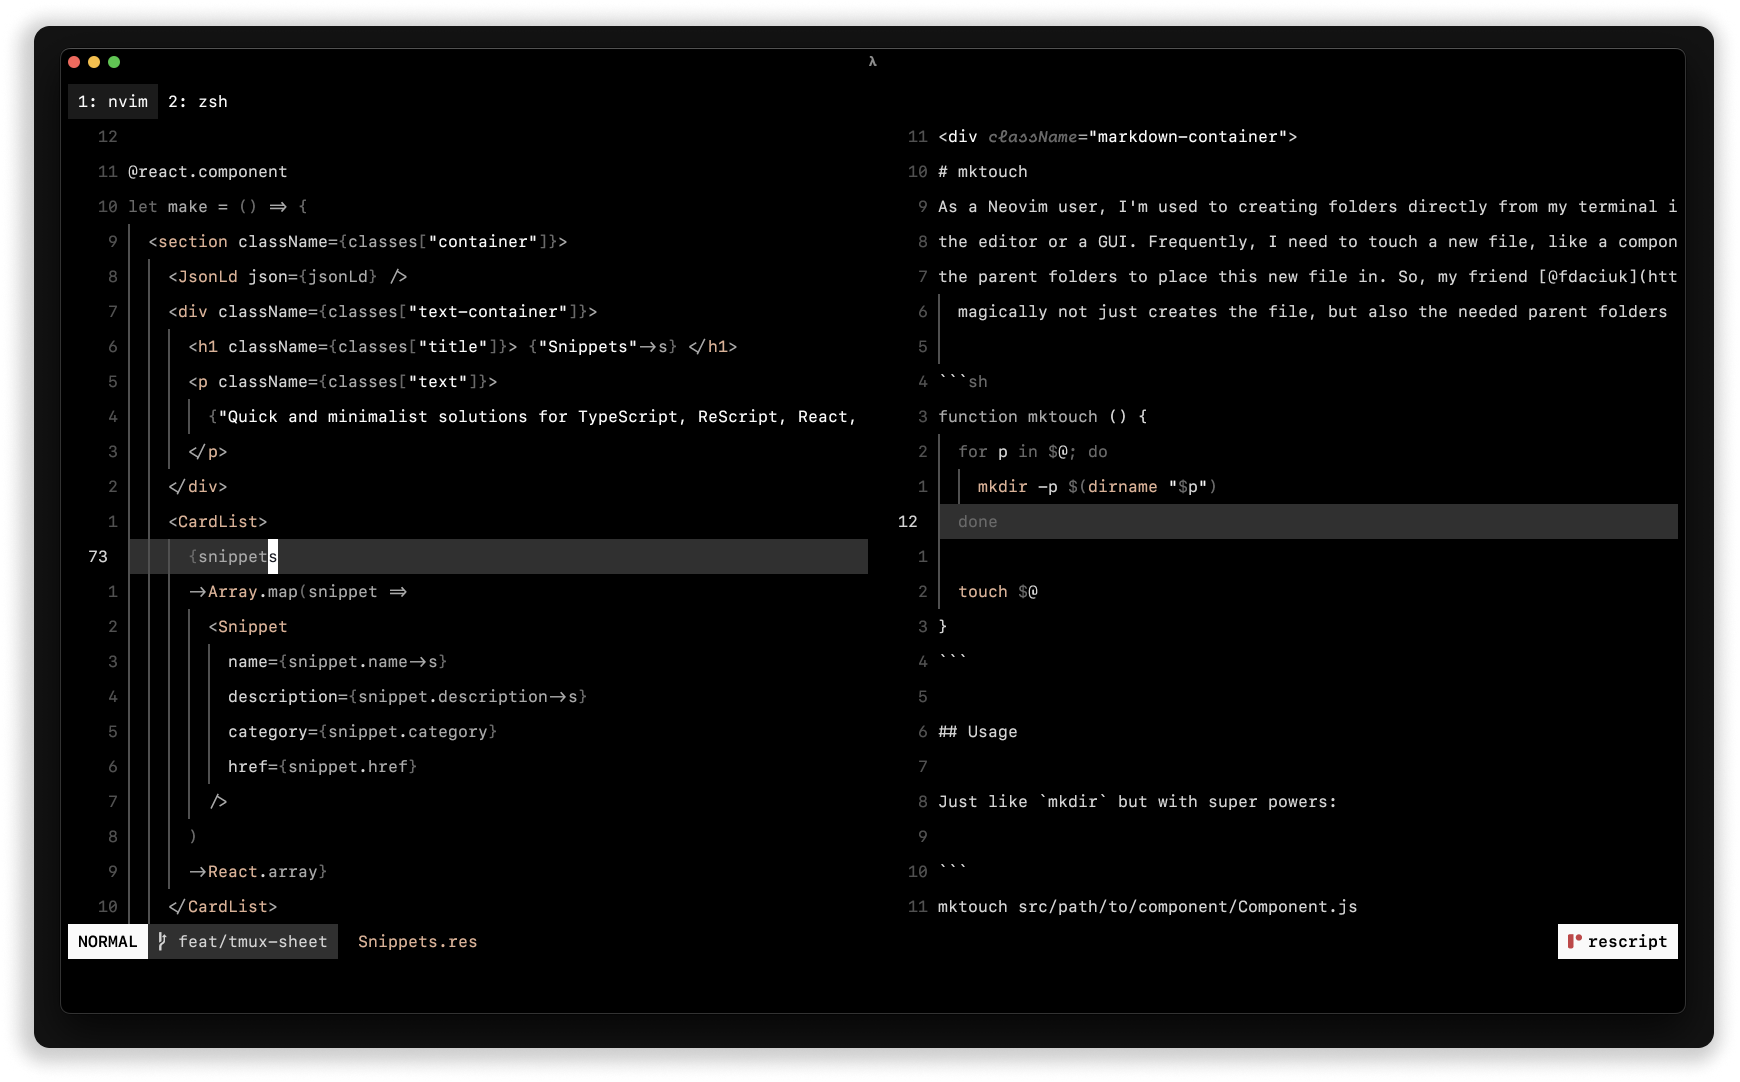 λ
1: nvim 2: zsh
12
11 @react.component
10 let make = () => {
9 <section className={classes["container"]}>
8 <JsonLd json={jsonLd} />
7 <div className={classes["text-container"]}>
6 <h1 className={classes["title"]}> {"Snippets"->s} </h1>
5 <p className={classes["text"]}>
4 {"Quick and minimalist solutions for TypeScript, ReScript, React,
3 </p>
2 </div>
1 <CardList>
73 {snippets
1 ->Array.map(snippet =>
2 <Snippet
3 name={snippet.name->s}
4 description={snippet.description->s}
5 category={snippet.category}
6 href={snippet.href}
7 />
8 )
9 ->React.array}
10 </CardList>
11 <div className="markdown-container">
10 # mktouch
9 As a Neovim user, I'm used to creating folders directly from my terminal i
8 the editor or a GUI. Frequently, I need to touch a new file, like a compon
7 the parent folders to place this new file in. So, my friend [@fdaciuk](htt
6 magically not just creates the file, but also the needed parent folders
5
4 ```sh
3 function mktouch () {
2 for p in $@; do
1 mkdir -p $(dirname "$p")
12 done
1
2 touch $@
3 }
4 ```
5
6 ## Usage
7
8 Just like `mkdir` but with super powers:
9
10 ```
11 mktouch src/path/to/component/Component.js
NORMAL feat/tmux-sheet Snippets.res rescript